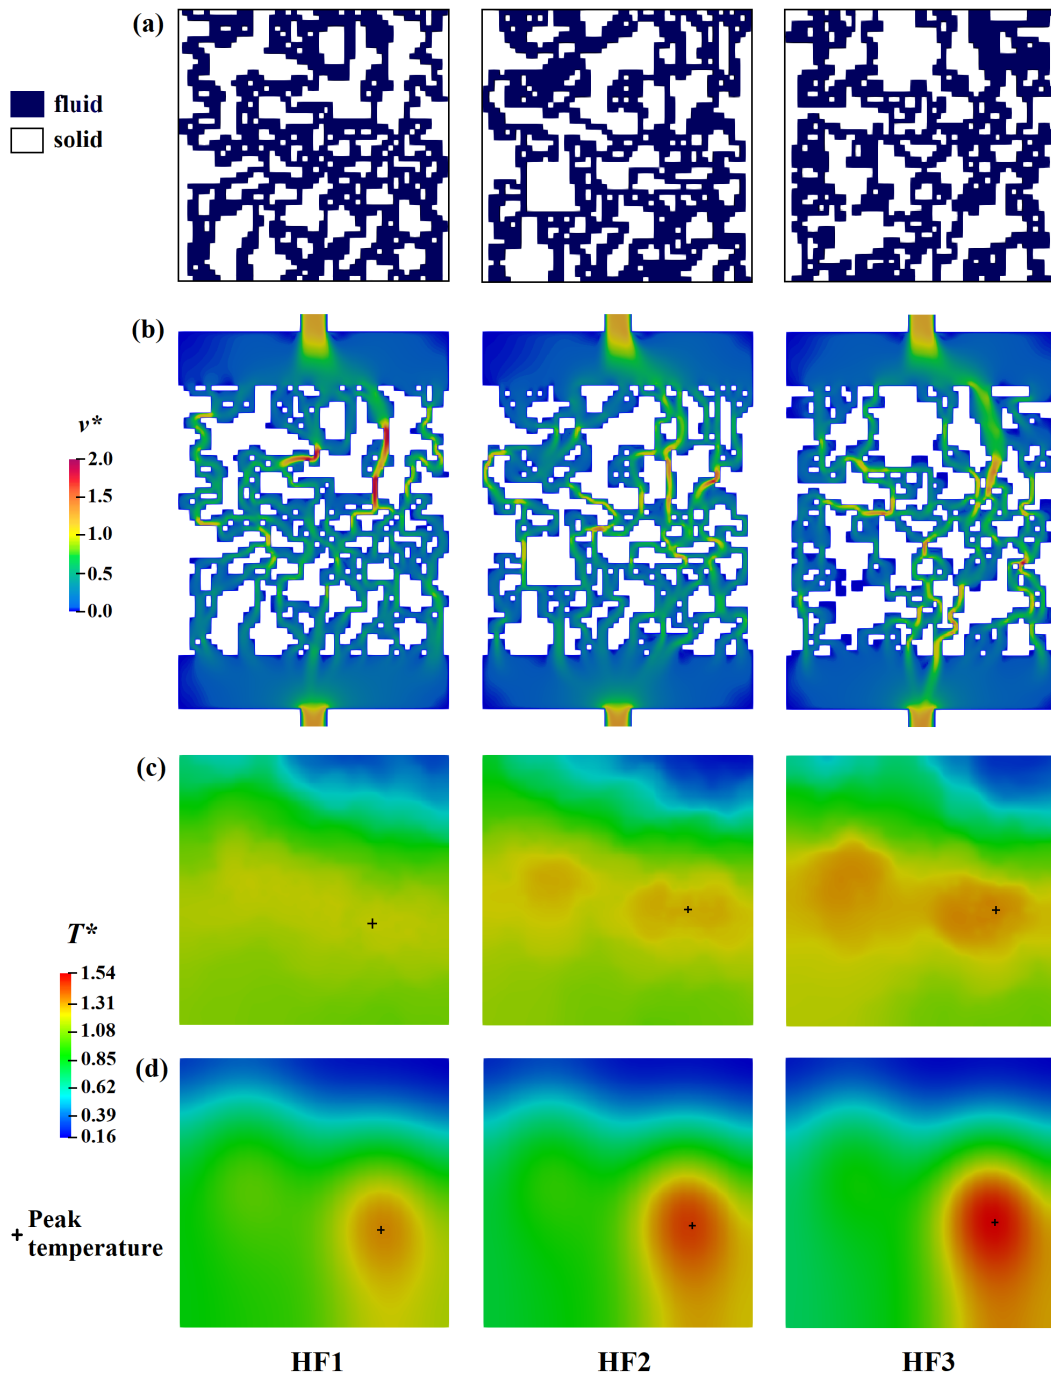 (a)
fluid
solid
(b)
v*
2.0
1.5
1.0
0.5
0.0
(c)
T*
1.54
1.31
1.08
0.85
0.62
0.39
0.16
(d)
+ Peak
temperature
HF1 HF2 HF3